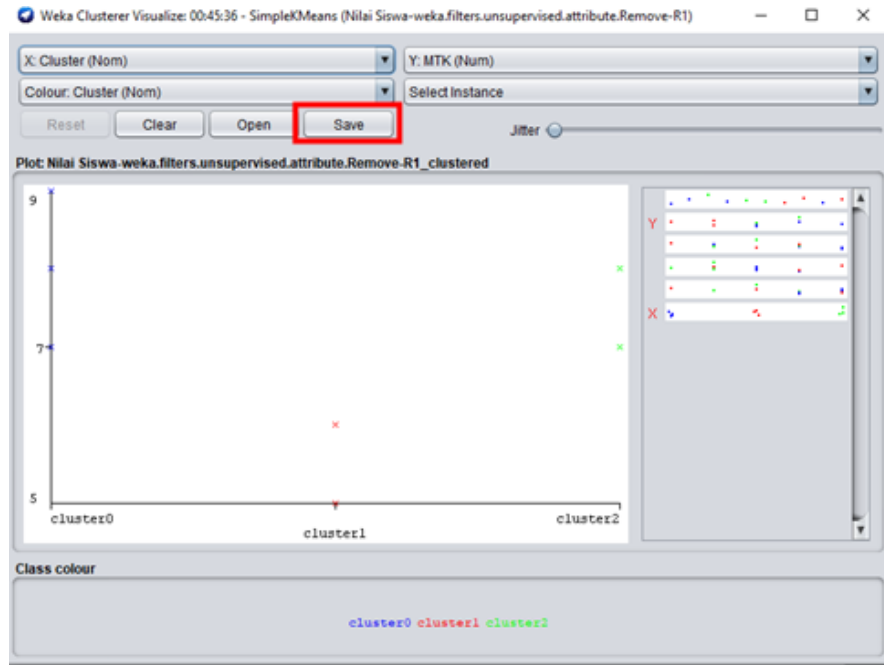 Weka Clusterer Visualize: 00:45:36 - SimpleKMeans (Nilai Siswa-weka.filters.unsupervised.attribute.Remove-R1)
X: Cluster (Nom) Y: MTK (Num)
Colour: Cluster (Nom) Select Instance
Reset Clear Open Save Jitter
Plot: Nilai Siswa-weka.filters.unsupervised.attribute.Remove-R1_clustered
9
Y
X
7
5
cluster0 cluster1 cluster2
Class colour
cluster0 cluster1 cluster2